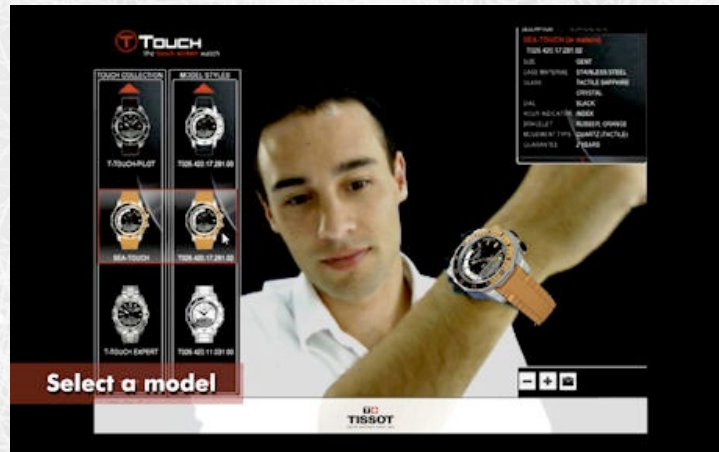 T-TOUCH
the touch screen watch
TOUCH COLLECTION
MODEL STYLES
T-TOUCH-PILOT
T026.420.17.281.00
SEA-TOUCH
T026.420.17.281.02
T-TOUCH EXPERT
T026.420.11.031.00
DESCRIPTION
SEA-TOUCH
T026.420.17.281.02
SIZE GENT
CASE MATERIAL STAINLESS STEEL
GLASS TACTILE SAPPHIRE
CRYSTAL
DIAL BLACK
HOUR INDICATOR INDEX
BRACELET RUBBER, ORANGE
MOVEMENT TYPE QUARTZ (TACTILE)
GUARANTEE 2 YEARS
Select a model
TISSOT